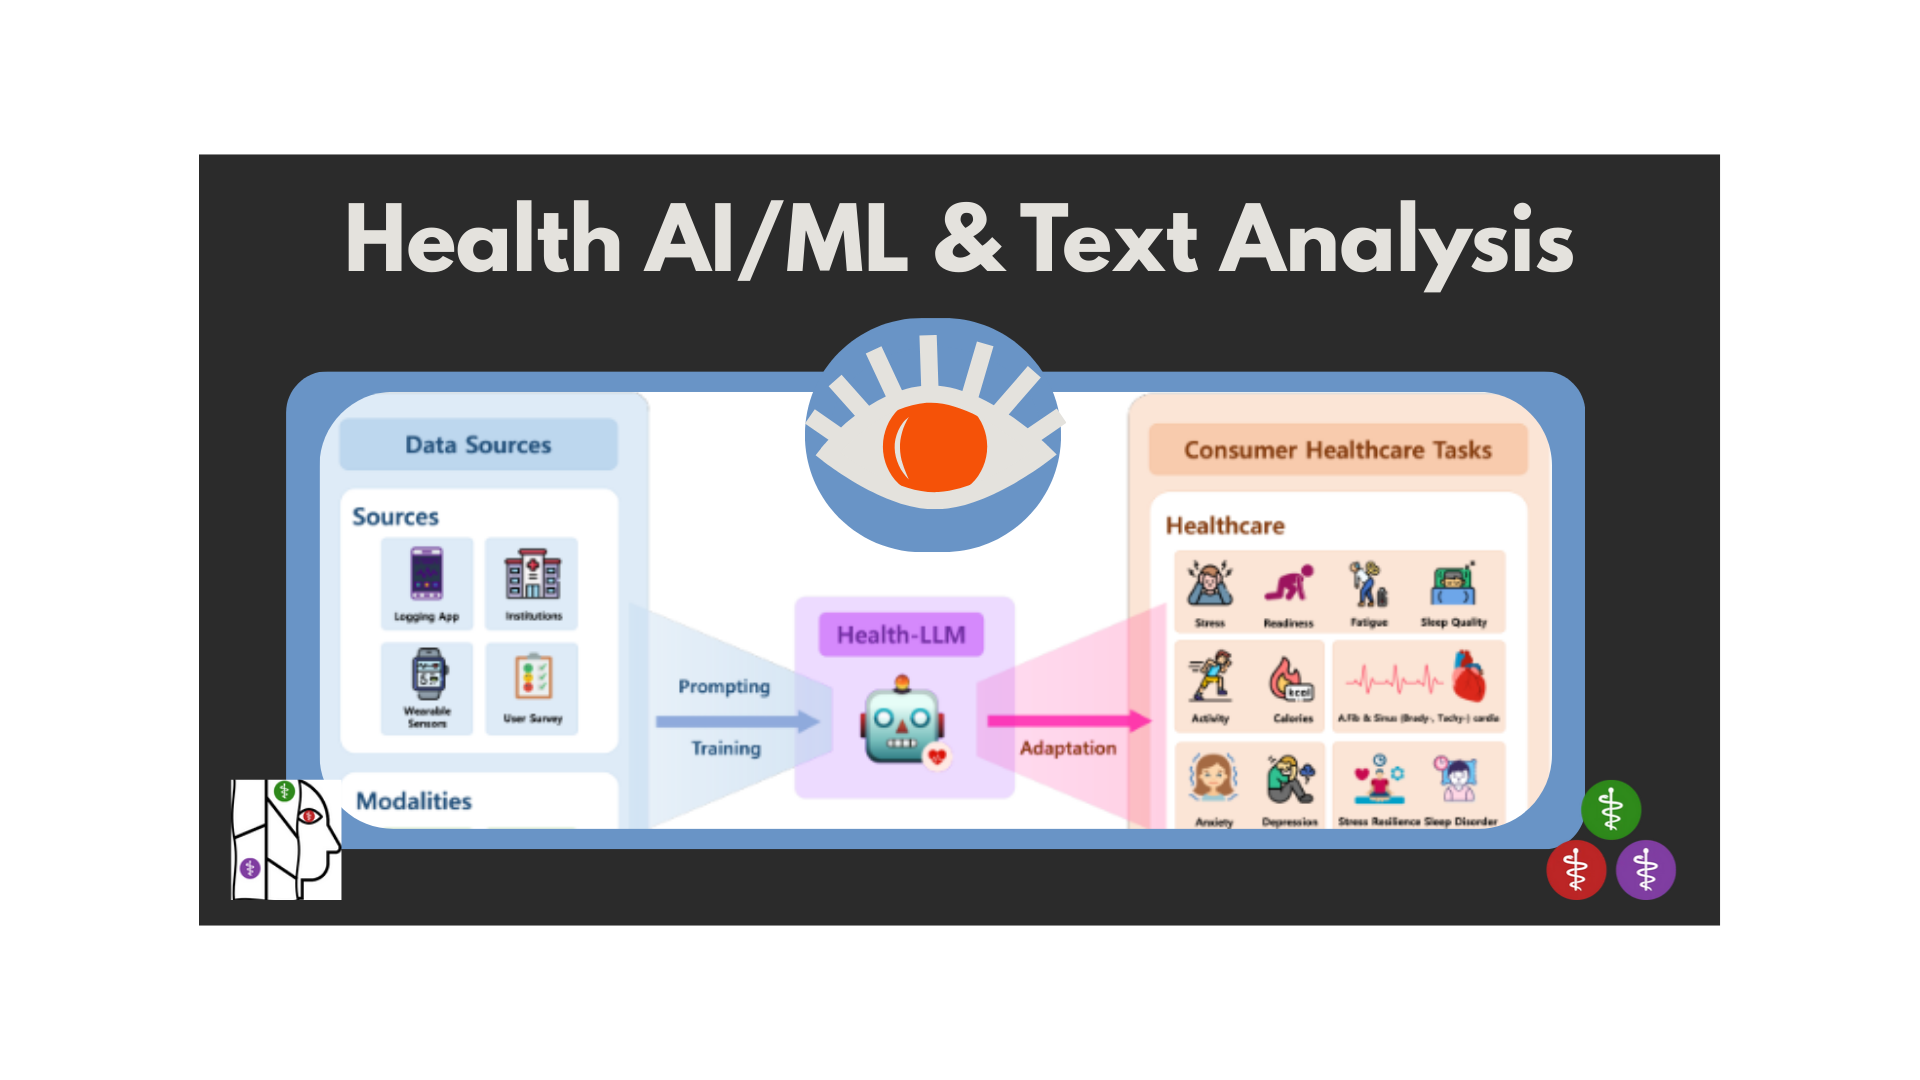 Health AI/ML & Text Analysis
Data Sources
Sources
Logging App
Institutions
Wearable
Sensors
User Survey
Modalities
Prompting
Training
Health-LLM
Adaptation
Consumer Healthcare Tasks
Healthcare
Stress
Readiness
Fatigue
Sleep Quality
Activity
Calories
kcal
A.Fib & Sinus (Brady-, Tachy-) cardia
Anxiety
Depression
Stress Resilience
Sleep Disorder